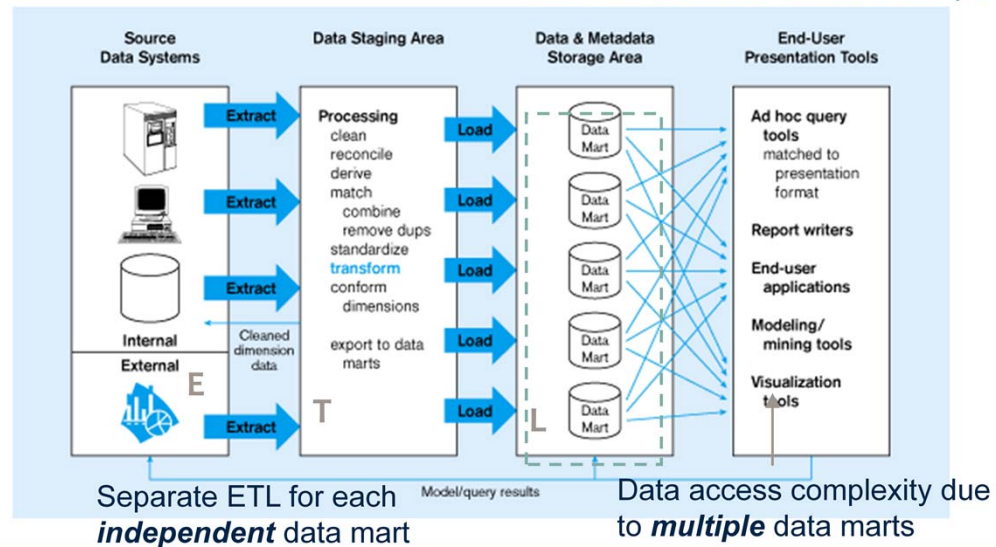 Source
Data Systems
Data Staging Area
Data & Metadata
Storage Area
End-User
Presentation Tools
Extract
Extract
Extract
Internal
External
E
Extract
Cleaned
dimension
data
Processing
clean
reconcile
derive
match
combine
remove dups
standardize
transform
conform
dimensions
export to data
marts
T
Load
Load
Load
Load
Load
Data
Mart
Data
Mart
Data
Mart
Data
Mart
Data
Mart
L
Ad hoc query
tools
matched to
presentation
format
Report writers
End-user
applications
Modeling/
mining tools
Visualization
tools
Model/query results
Separate ETL for each
independent data mart
Data access complexity due
to multiple data marts